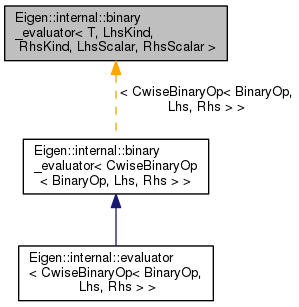 Eigen::internal::binary
_evaluator< T, LhsKind,
RhsKind, LhsScalar, RhsScalar >
< CwiseBinaryOp< BinaryOp,
Lhs, Rhs > >
Eigen::internal::binary
_evaluator< CwiseBinaryOp
< BinaryOp, Lhs, Rhs > >
Eigen::internal::evaluator
< CwiseBinaryOp< BinaryOp,
Lhs, Rhs > >